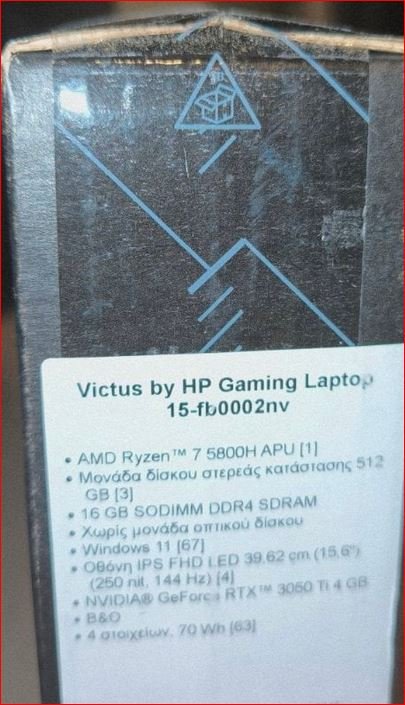 Victus by HP Gaming Laptop
15-fb0002nv
• AMD Ryzen™ 7 5800H APU [1]
• Μονάδα δίσκου στερεάς κατάστασης 512
GB [3]
• 16 GB SODIMM DDR4 SDRAM
• Χωρίς μονάδα οπτικού δίσκου
• Windows 11 [67]
• Οθόνη IPS FHD LED 39.62 cm (15,6")
(250 nit, 144 Hz) [4]
• NVIDIA® GeForce RTX™ 3050 Ti 4 GB
• B&O
• 4 στοιχείων, 70 Wh [63]